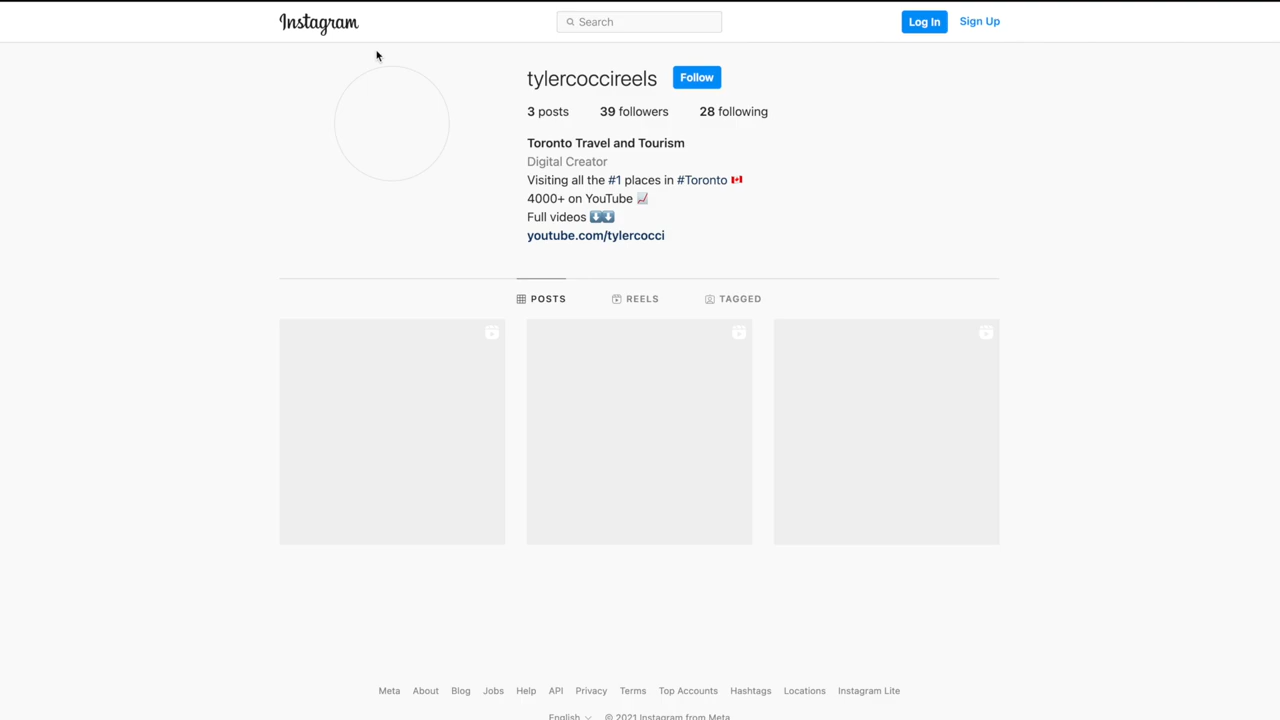 Instagram
Search
Log In
Sign Up
tylercoccireels
Follow
3 posts
39 followers
28 following
Toronto Travel and Tourism
Digital Creator
Visiting all the #1 places in #Toronto 🇨🇦
4000+ on YouTube 📈
Full videos ⬇️⬇️
youtube.com/tylercocci
POSTS
REELS
TAGGED
Meta
About
Blog
Jobs
Help
API
Privacy
Terms
Top Accounts
Hashtags
Locations
Instagram Lite
English
© 2021 Instagram from Meta